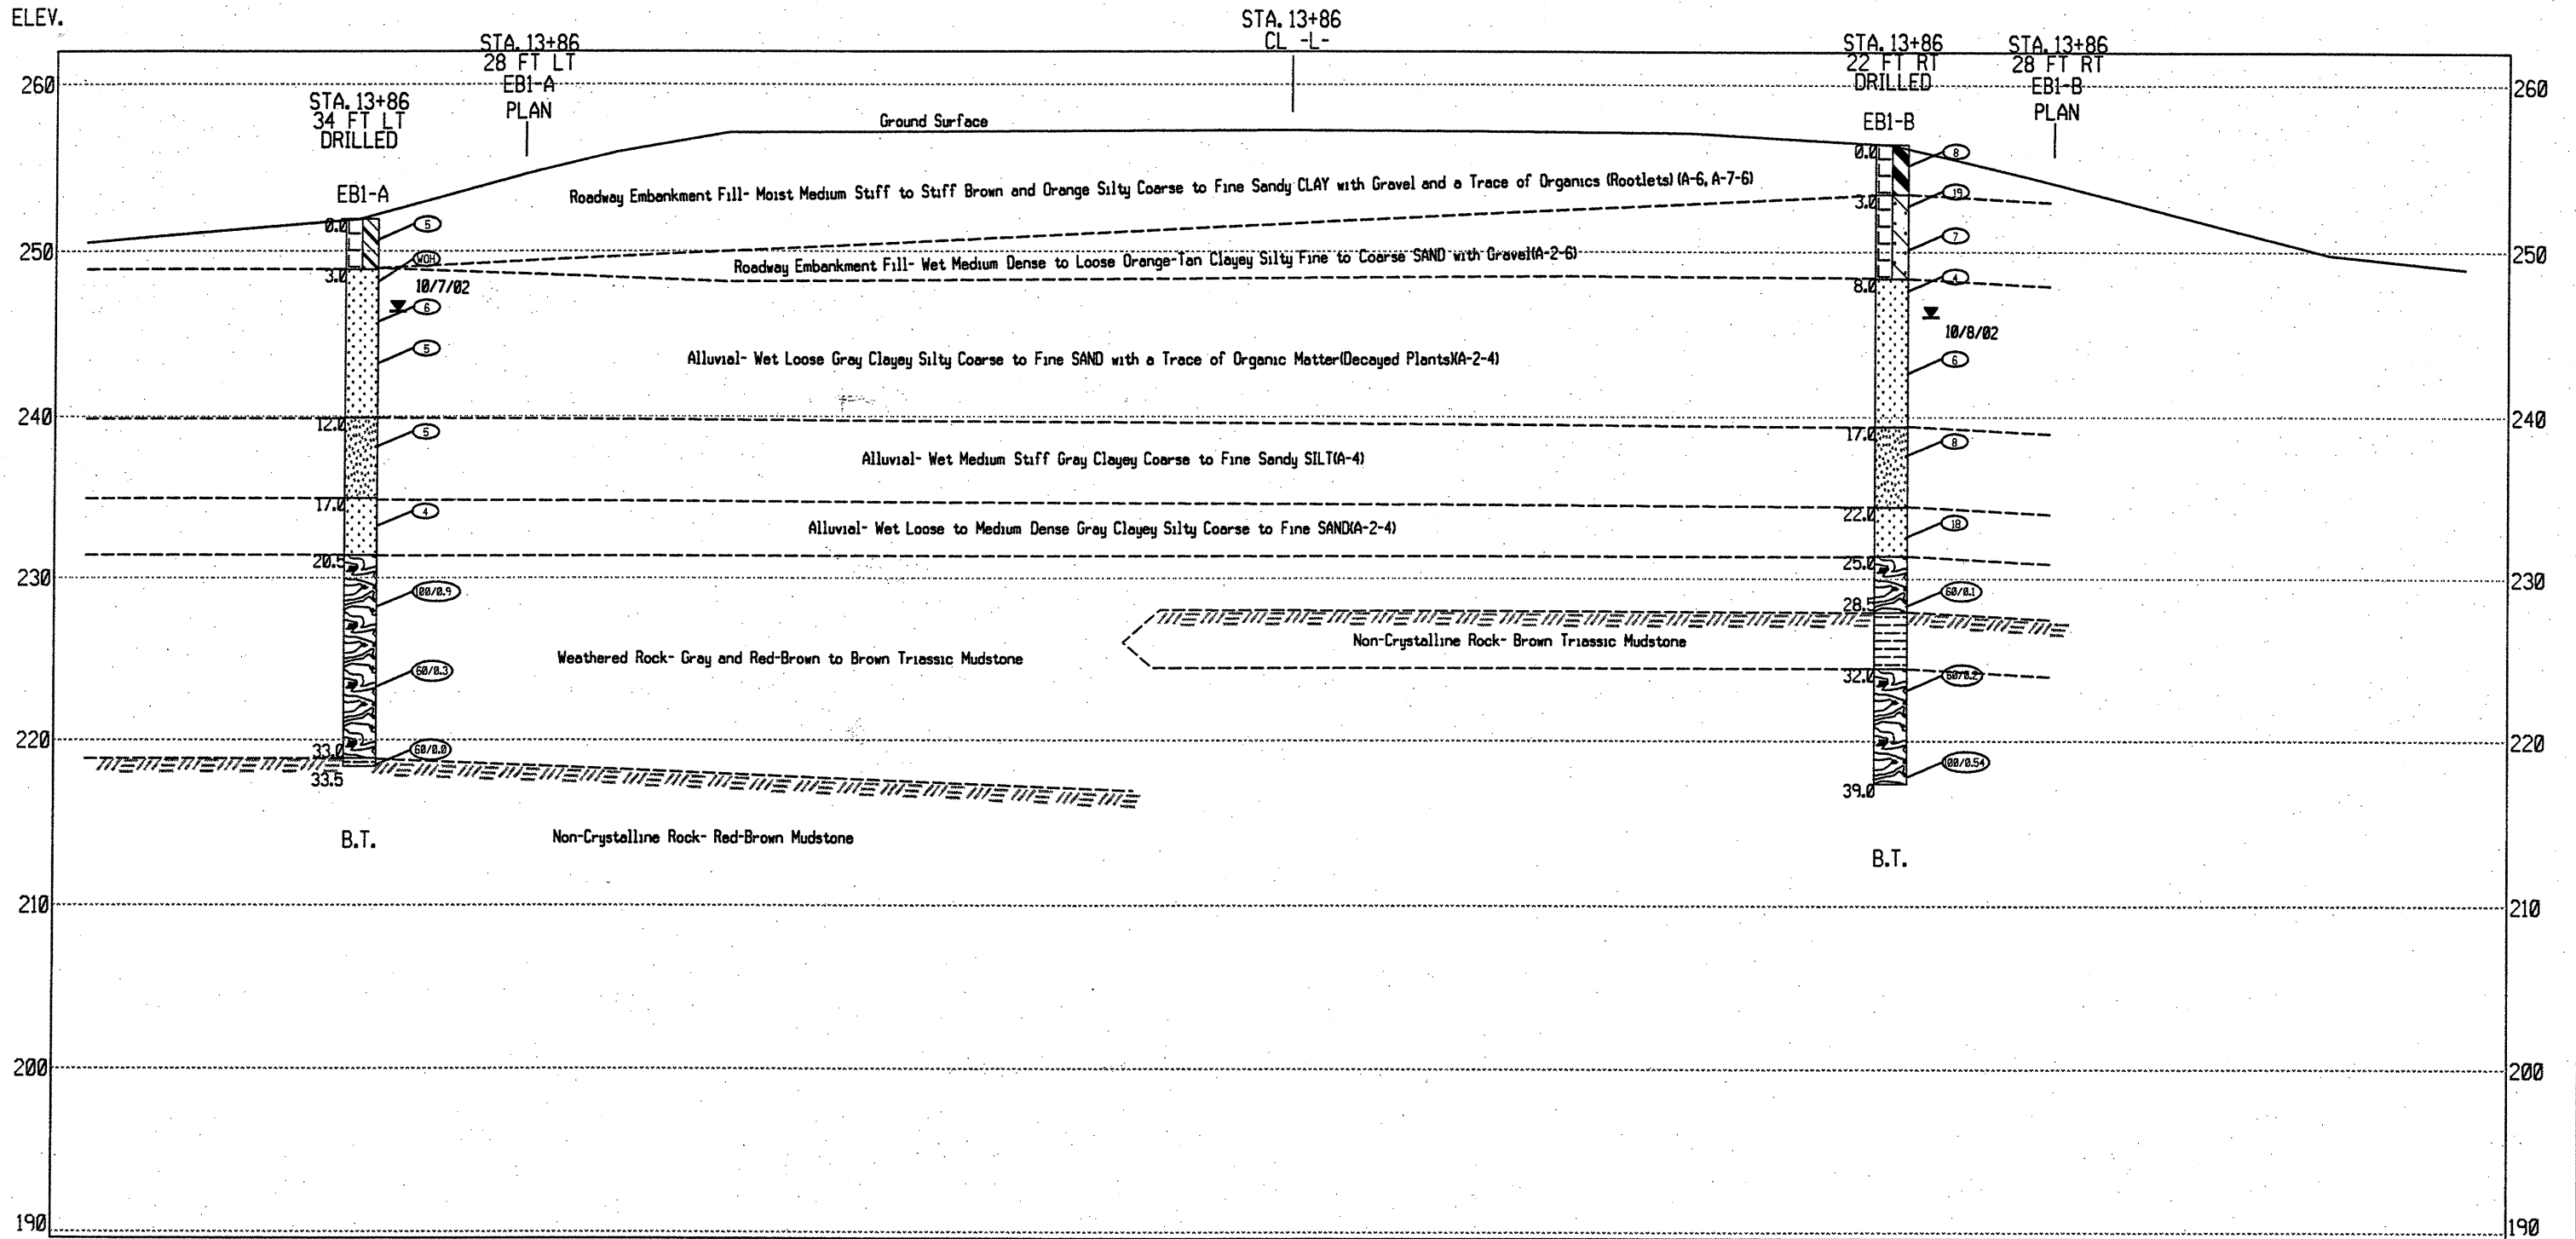 ELEV.
STA. 13+86
CL -L-
STA. 13+86
28 FT LT
EB1-A
PLAN
STA. 13+86
22 FT RT
DRILLED
STA. 13+86
28 FT RT
EB1-B
PLAN
260
260
STA. 13+86
34 FT LT
DRILLED
Ground Surface
EB1-B
EB1-A
0.0
8
Roadway Embankment Fill- Moist Medium Stiff to Stiff Brown and Orange Silty Coarse to Fine Sandy CLAY with Gravel and a Trace of Organics (Rootlets) (A-6, A-7-6)
3.0
19
0.0
5
7
250
250
WOH
Roadway Embankment Fill- Wet Medium Dense to Loose Orange-Tan Clayey Silty Fine to Coarse SAND with Gravel(A-2-6)
3.0
10/7/02
8.0
4
6
10/8/02
5
Alluvial- Wet Loose Gray Clayey Silty Coarse to Fine SAND with a Trace of Organic Matter(Decayed Plants)(A-2-4)
6
240
240
12.0
5
17.0
8
Alluvial- Wet Medium Stiff Gray Clayey Coarse to Fine Sandy SILT(A-4)
17.0
4
22.0
18
Alluvial- Wet Loose to Medium Dense Gray Clayey Silty Coarse to Fine SAND(A-2-4)
20.5
25.0
230
230
100/0.9
60/0.1
28.5
Non-Crystalline Rock- Brown Triassic Mudstone
Weathered Rock- Gray and Red-Brown to Brown Triassic Mudstone
60/0.3
32.0
60/0.2
220
220
33.0
60/0.0
100/0.54
33.5
39.0
B.T.
Non-Crystalline Rock- Red-Brown Mudstone
B.T.
210
210
200
200
190
190